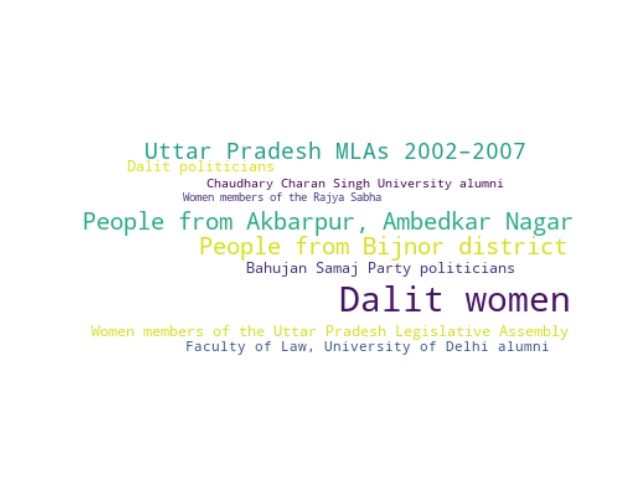 Uttar Pradesh MLAs 2002–2007
Dalit politicians
Chaudhary Charan Singh University alumni
Women members of the Rajya Sabha
People from Akbarpur, Ambedkar Nagar
People from Bijnor district
Bahujan Samaj Party politicians
Dalit women
Women members of the Uttar Pradesh Legislative Assembly
Faculty of Law, University of Delhi alumni